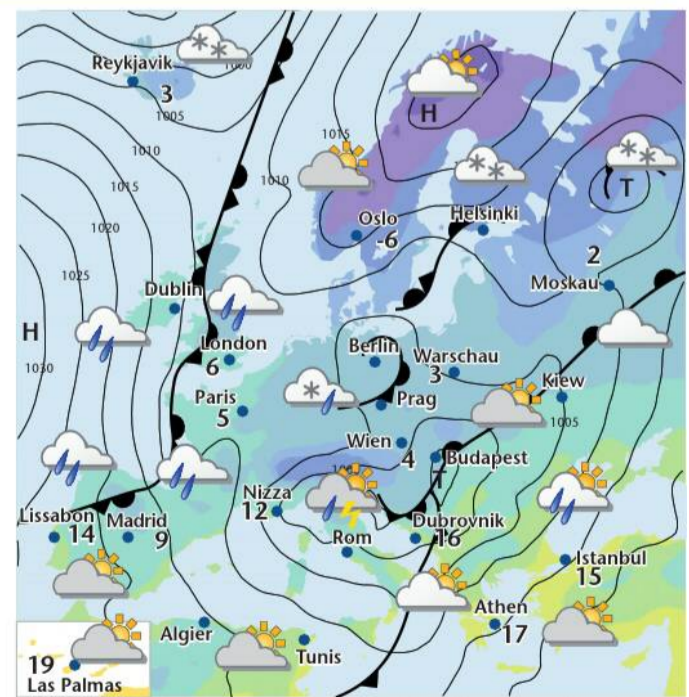 Reykjavik
3
1000
1005
1010
1015
1020
1025
1030
H
1015
1010
H
T
Oslo
-6
Helsinki
2
Moskau
Dublin
London
6
Berlin
Warschau
3
Paris
5
Prag
Kiew
1005
Wien
4
Budapest
T
Nizza
12
Rom
Dubrovnik
16
Lissabon
14
Madrid
9
Istanbul
15
Athen
17
Algier
Tunis
19
Las Palmas